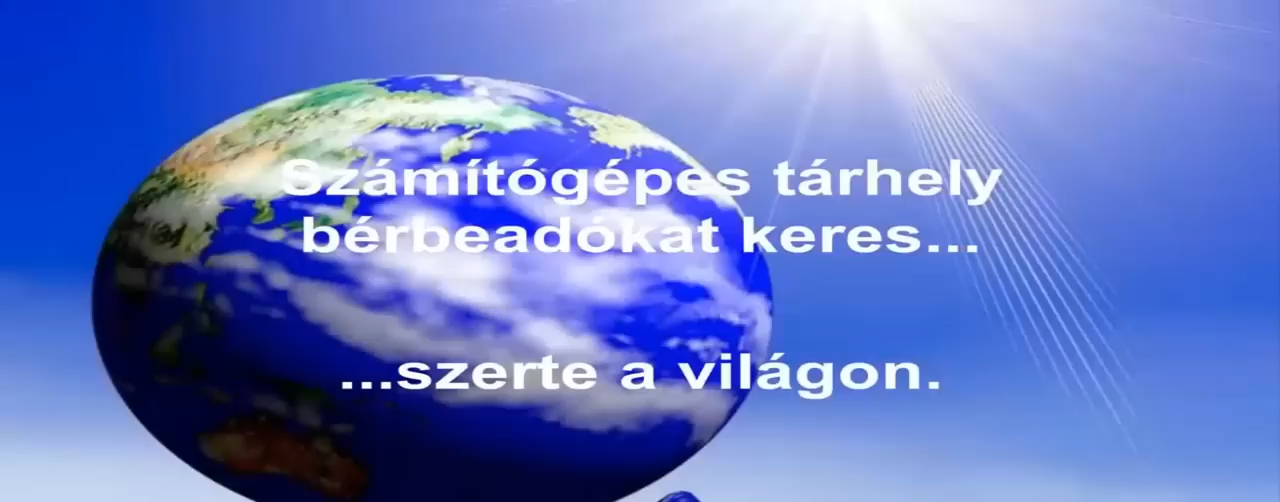 Számítógépes tárhely
bérbeadókat keres...
...szerte a világon.